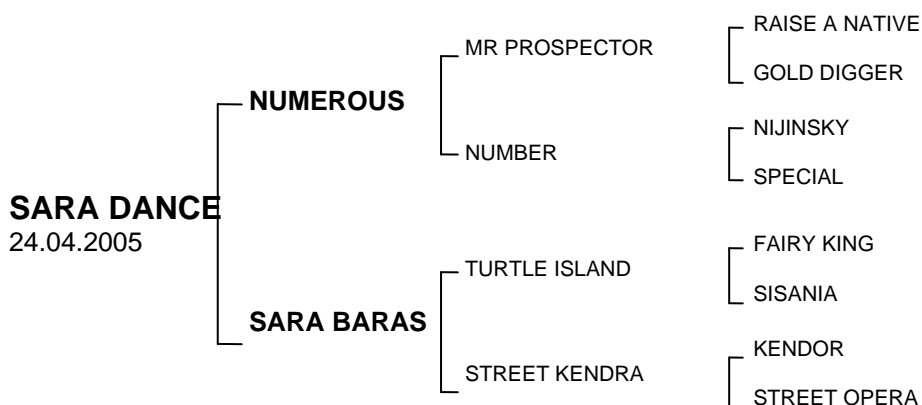 RAISE A NATIVE
MR PROSPECTOR
GOLD DIGGER
NUMEROUS
NIJINSKY
NUMBER
SPECIAL
SARA DANCE
24.04.2005
FAIRY KING
TURTLE ISLAND
SISANIA
SARA BARAS
KENDOR
STREET KENDRA
STREET OPERA